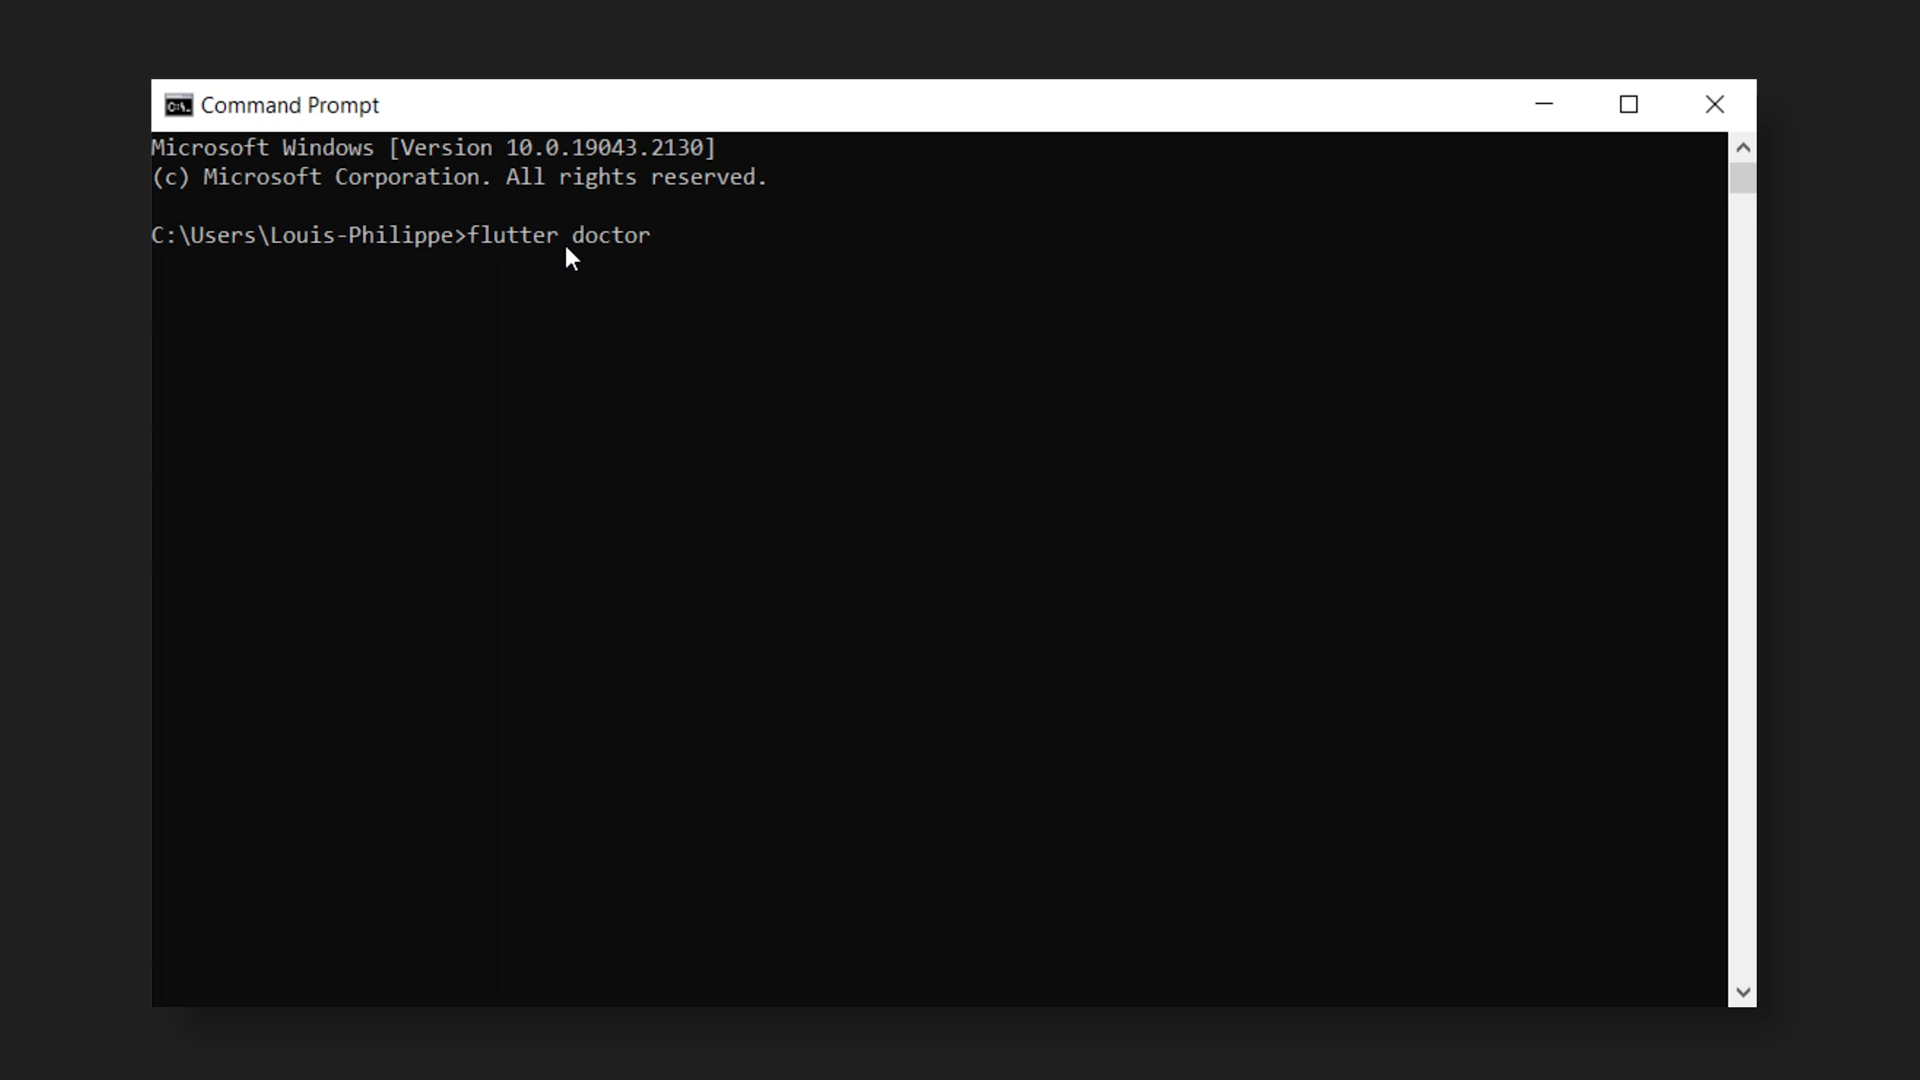 Command Prompt
Microsoft Windows [Version 10.0.19043.2130]
(c) Microsoft Corporation. All rights reserved.
C:\Users\Louis-Philippe>flutter doctor